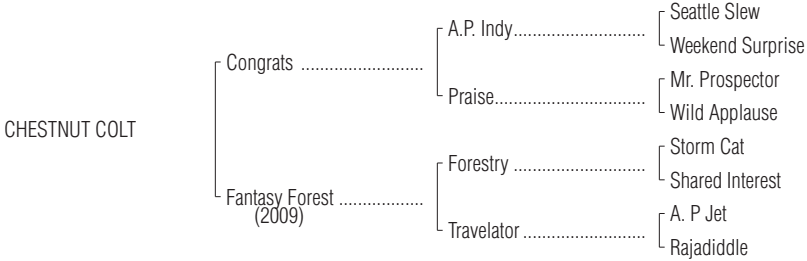 Seattle Slew
A.P. Indy..............................
Weekend Surprise
Congrats ...........................
Mr. Prospector
Praise..................................
Wild Applause
CHESTNUT COLT
Storm Cat
Forestry ..............................
Shared Interest
Fantasy Forest ...................
(2009)
A. P Jet
Travelator ............................
Rajadiddle